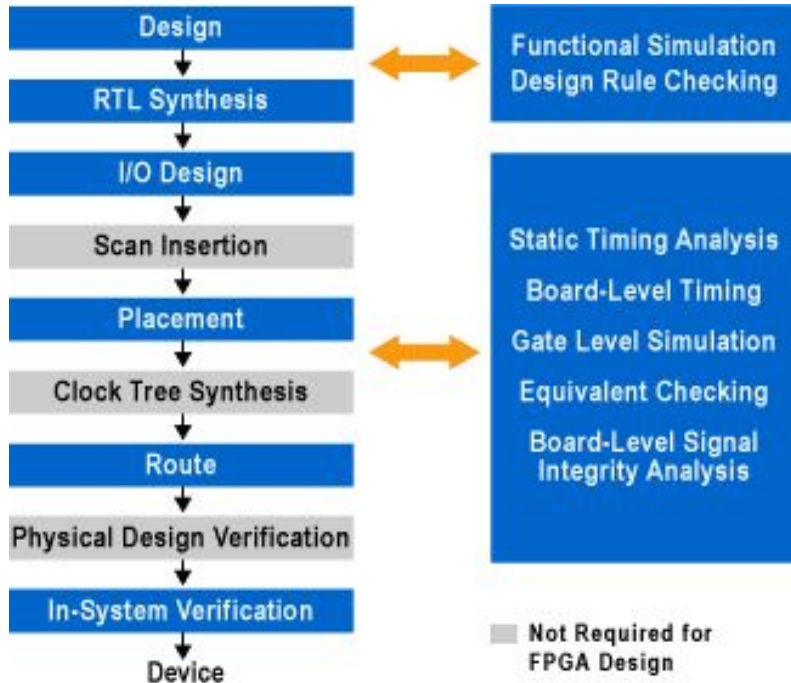 Design
RTL Synthesis
I/O Design
Scan Insertion
Placement
Clock Tree Synthesis
Route
Physical Design Verification
In-System Verification
Device
Functional Simulation
Design Rule Checking
Static Timing Analysis
Board-Level Timing
Gate Level Simulation
Equivalent Checking
Board-Level Signal
Integrity Analysis
Not Required for
FPGA Design